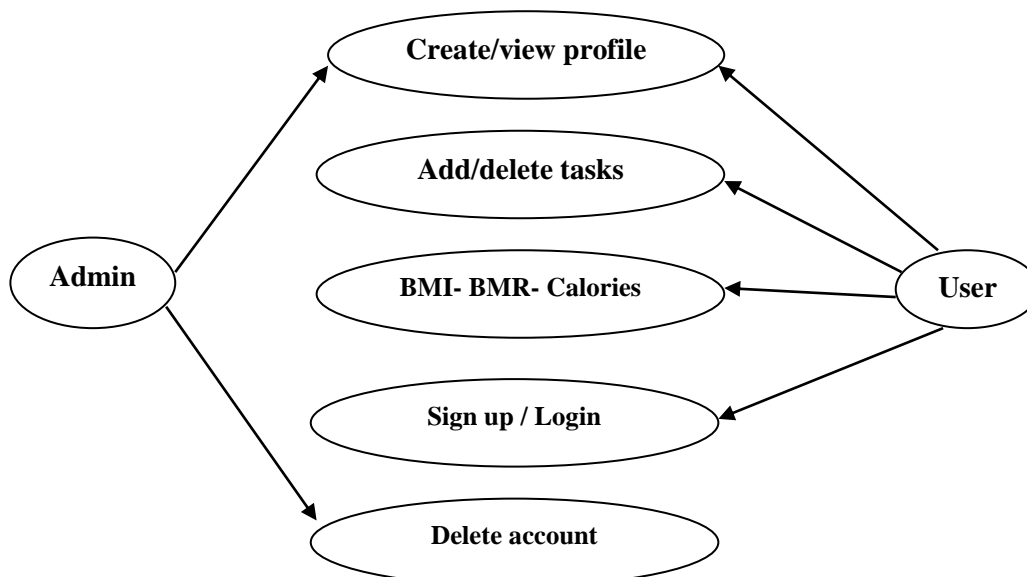 Create/view profile
Add/delete tasks
Admin
BMI- BMR- Calories
User
Sign up / Login
Delete account